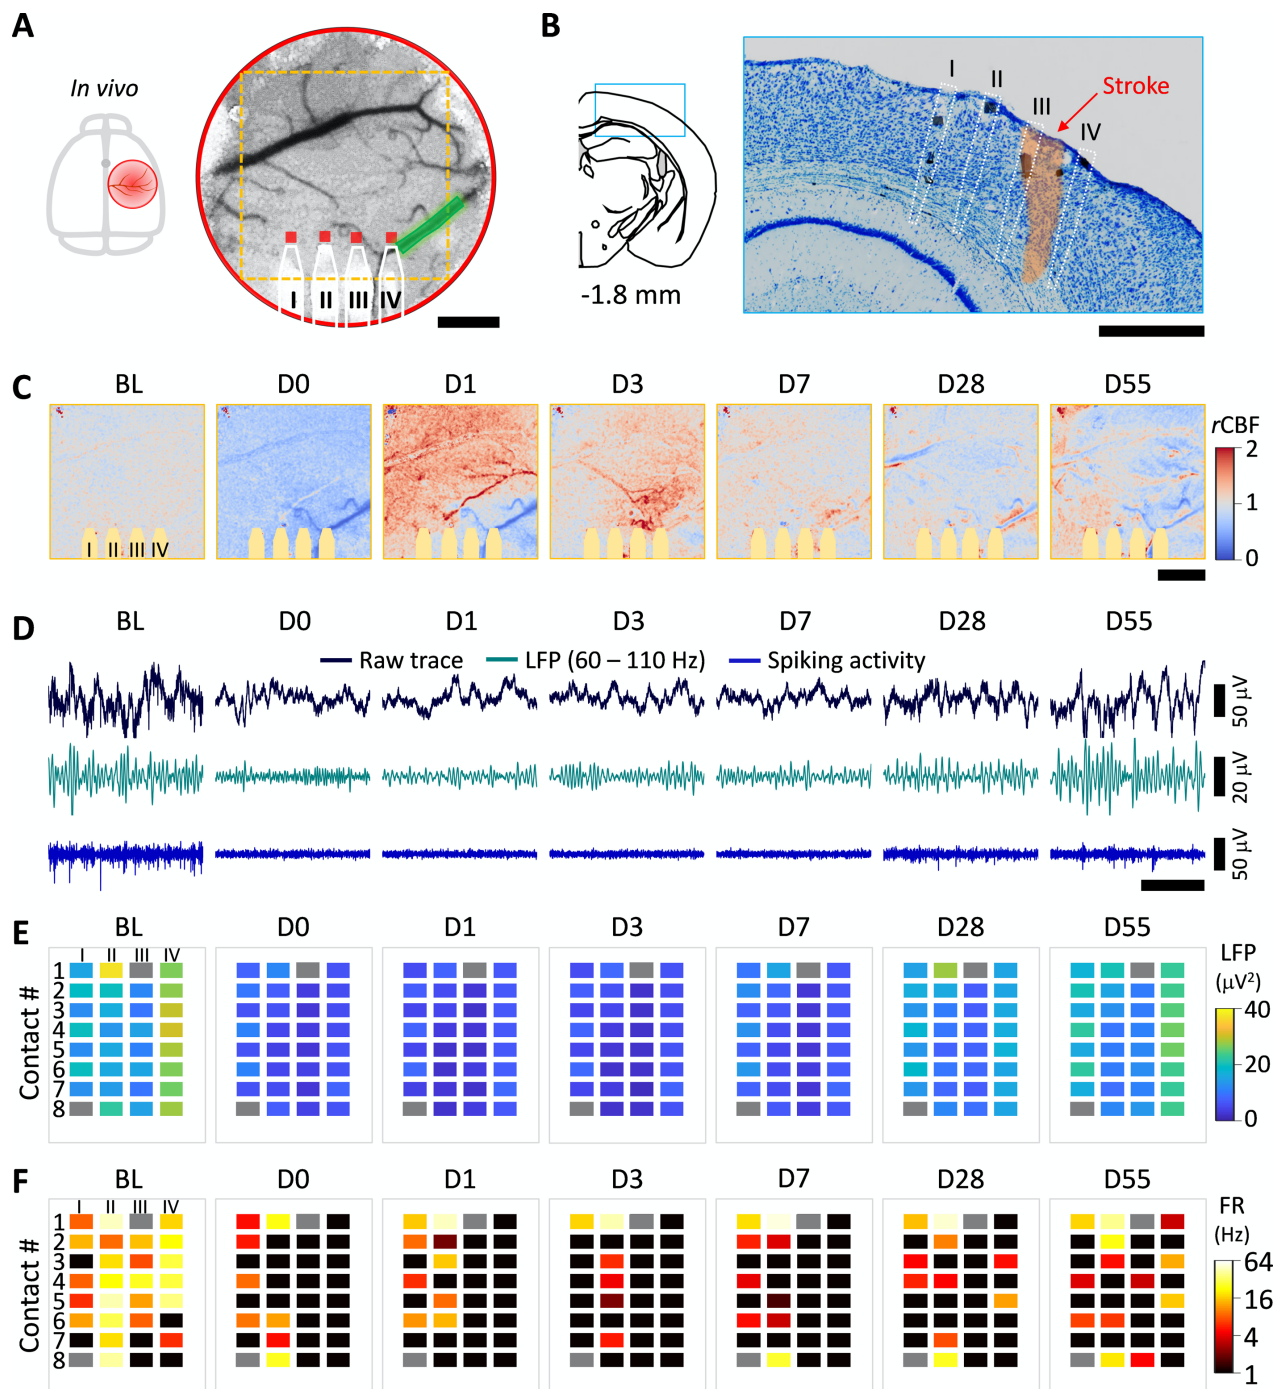 A
B
In vivo
I II III IV
-1.8 mm
I
II
III
IV
Stroke
C
BL D0 D1 D3 D7 D28 D55
rCBF
2
1
0
I II III IV
D
BL D0 D1 D3 D7 D28 D55
Raw trace LFP (60 – 110 Hz) Spiking activity
50 µV
20 µV
50 µV
E
BL D0 D1 D3 D7 D28 D55
I II III IV
Contact #
1
2
3
4
5
6
7
8
LFP
(µV²)
40
20
0
F
BL D0 D1 D3 D7 D28 D55
I II III IV
Contact #
1
2
3
4
5
6
7
8
FR
(Hz)
64
16
4
1